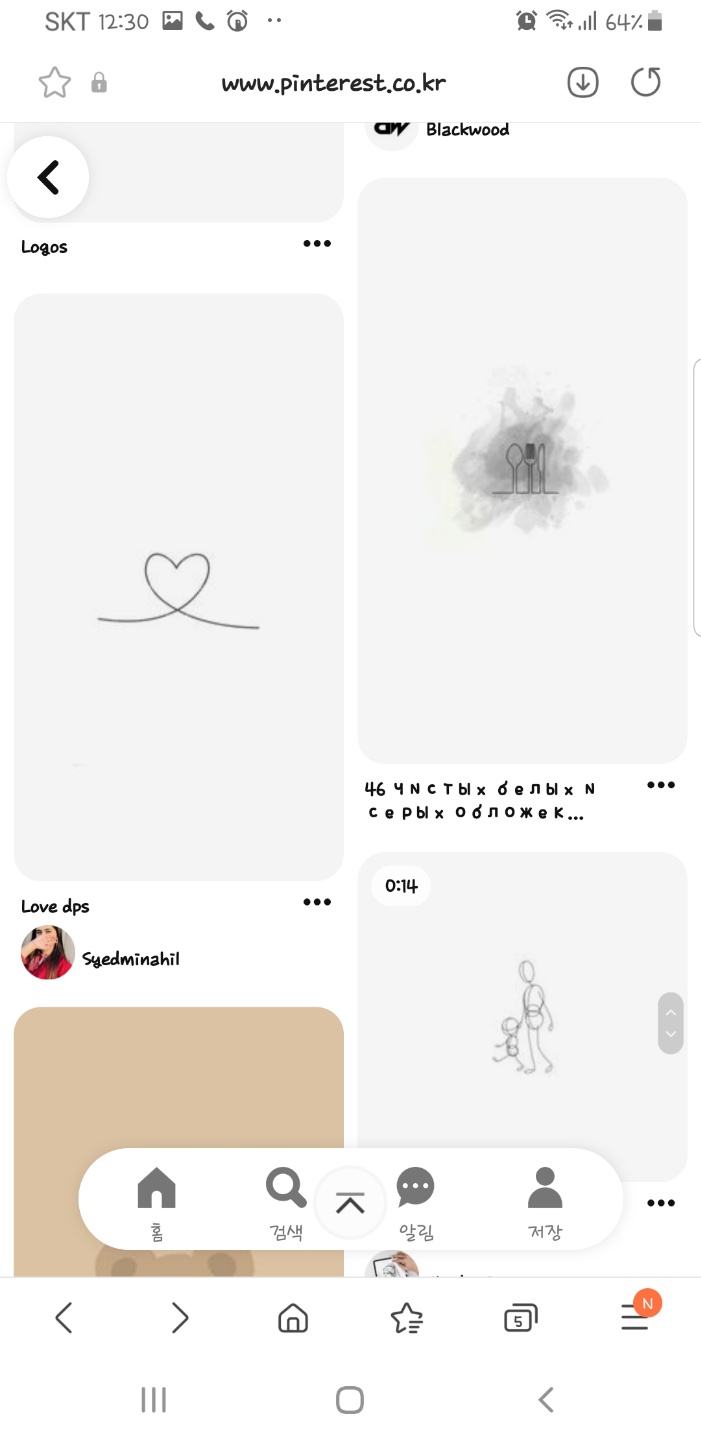 SKT 12:30
64%
www.pinterest.co.kr
Blackwood
Logos
46 чистых белых и
серых обложек...
Love dps
0:14
Syedminahil
홈
검색
알림
저장
N
5